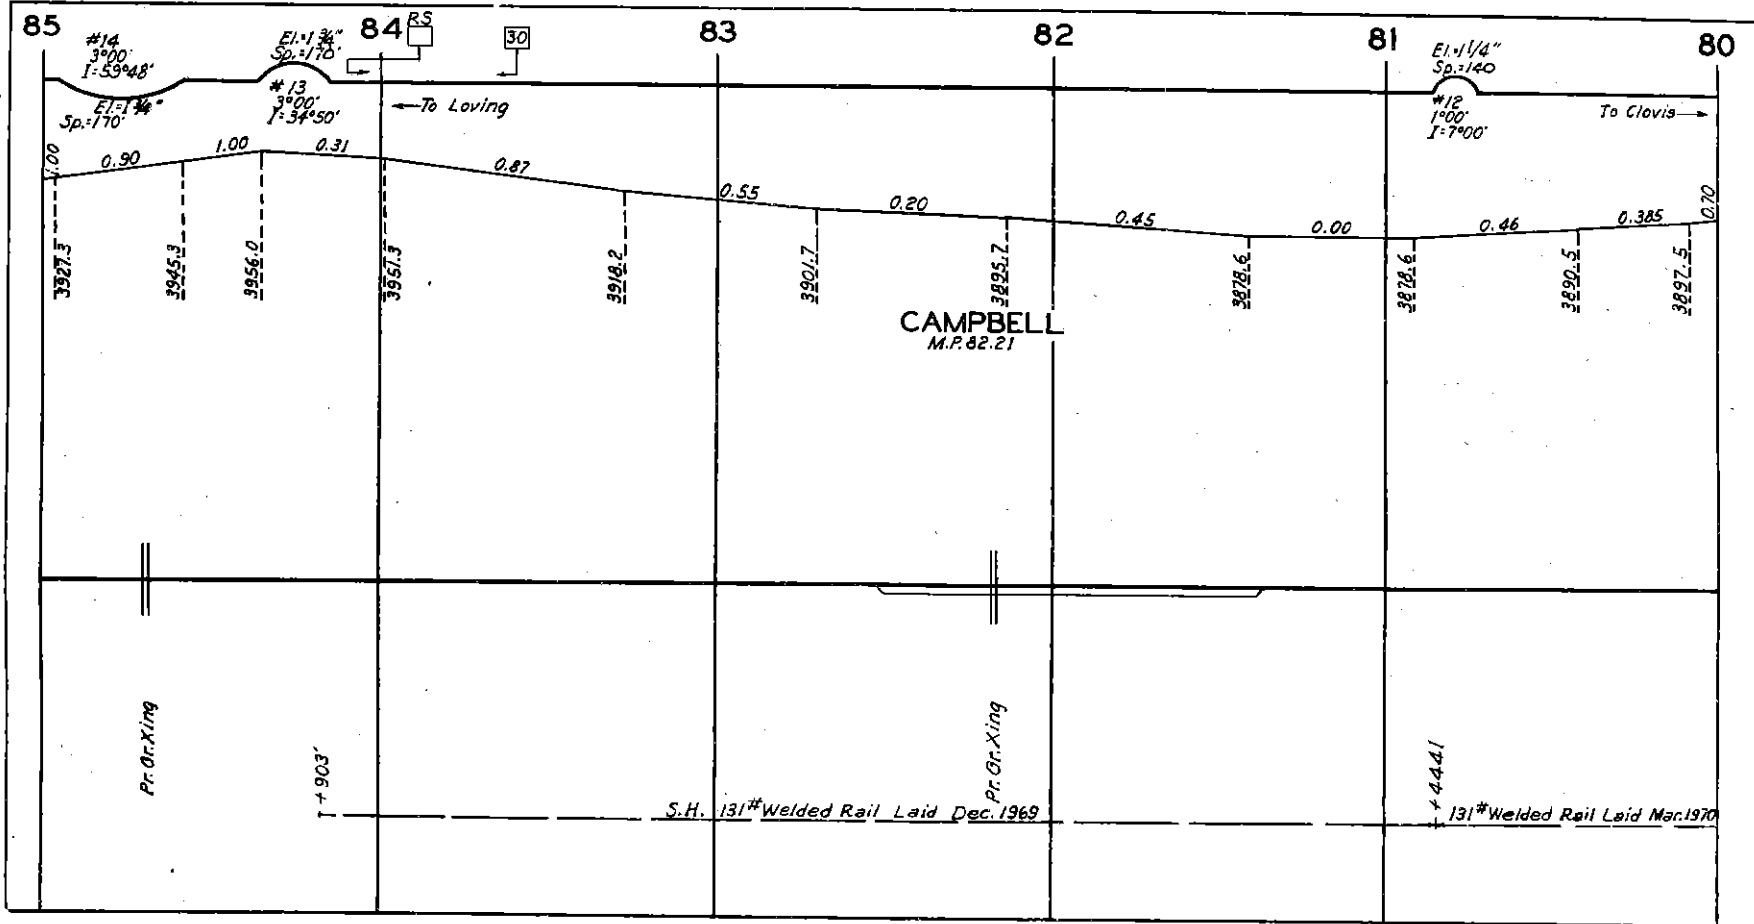 85
84
83
82
81
80
RS
30
#14
3°00'
I=59°48'
El.=1 3/4"
Sp.=170'
El.=1 3/4"
Sp.=170'
#13
3°00'
I=34°50'
←To Loving
El.=1 1/4"
Sp.=140
#12
1°00'
I=7°00'
To Clovis→
1.00
0.90
1.00
0.31
0.87
0.55
0.20
0.45
0.00
0.46
0.385
0.70
3927.3
3945.3
3956.0
3951.3
3918.2
3901.7
3895.7
3878.6
3878.6
3890.5
3897.5
CAMPBELL
M.P. 82.21
Pr. Gr. Xing
+903'
Pr. Gr. Xing
+4441
S.H. 131# Welded Rail Laid Dec. 1969
131# Welded Rail Laid Mar. 1970